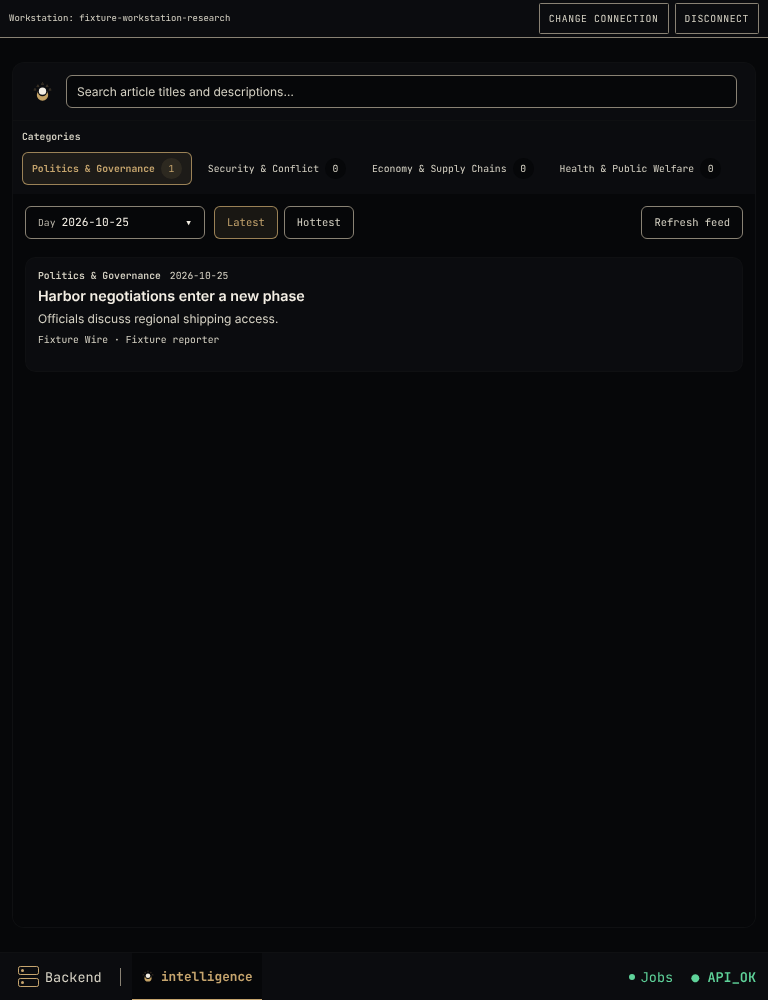 Workstation: fixture-workstation-research
CHANGE CONNECTION
DISCONNECT
Search article titles and descriptions...
Categories
Politics & Governance 1
Security & Conflict 0
Economy & Supply Chains 0
Health & Public Welfare 0
Day 2026-10-25
Latest
Hottest
Refresh feed
Politics & Governance 2026-10-25
Harbor negotiations enter a new phase
Officials discuss regional shipping access.
Fixture Wire · Fixture reporter
Backend
intelligence
Jobs
API_OK